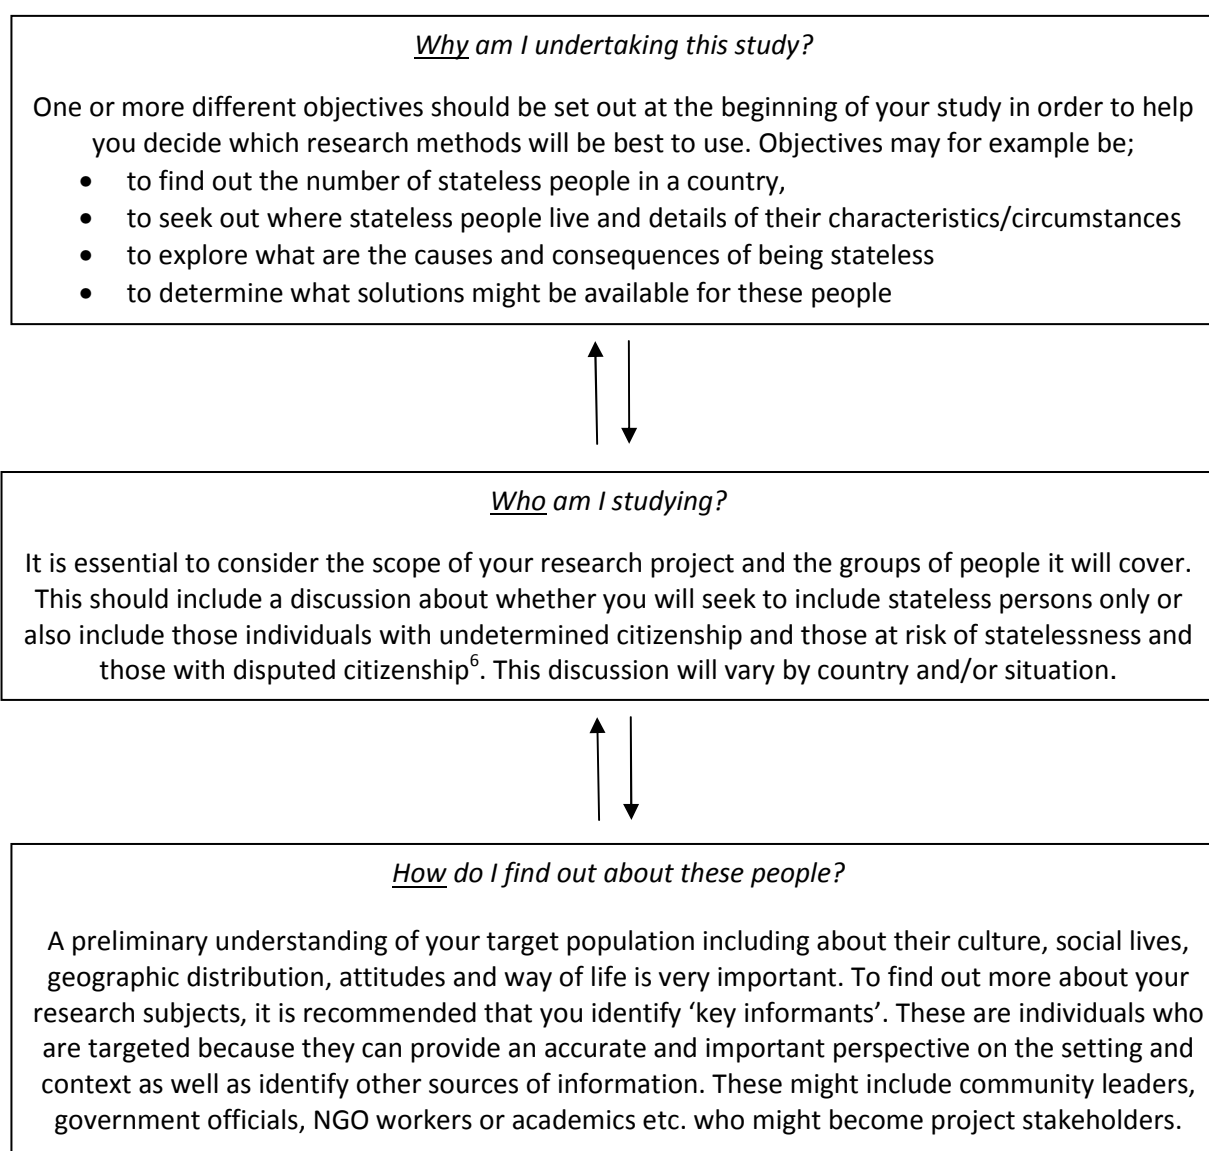 Why am I undertaking this study?
One or more different objectives should be set out at the beginning of your study in order to help
you decide which research methods will be best to use. Objectives may for example be;
• to find out the number of stateless people in a country,
• to seek out where stateless people live and details of their characteristics/circumstances
• to explore what are the causes and consequences of being stateless
• to determine what solutions might be available for these people
Who am I studying?
It is essential to consider the scope of your research project and the groups of people it will cover.
This should include a discussion about whether you will seek to include stateless persons only or
also include those individuals with undetermined citizenship and those at risk of statelessness and
those with disputed citizenship⁶. This discussion will vary by country and/or situation.
How do I find out about these people?
A preliminary understanding of your target population including about their culture, social lives,
geographic distribution, attitudes and way of life is very important. To find out more about your
research subjects, it is recommended that you identify ‘key informants’. These are individuals who
are targeted because they can provide an accurate and important perspective on the setting and
context as well as identify other sources of information. These might include community leaders,
government officials, NGO workers or academics etc. who might become project stakeholders.